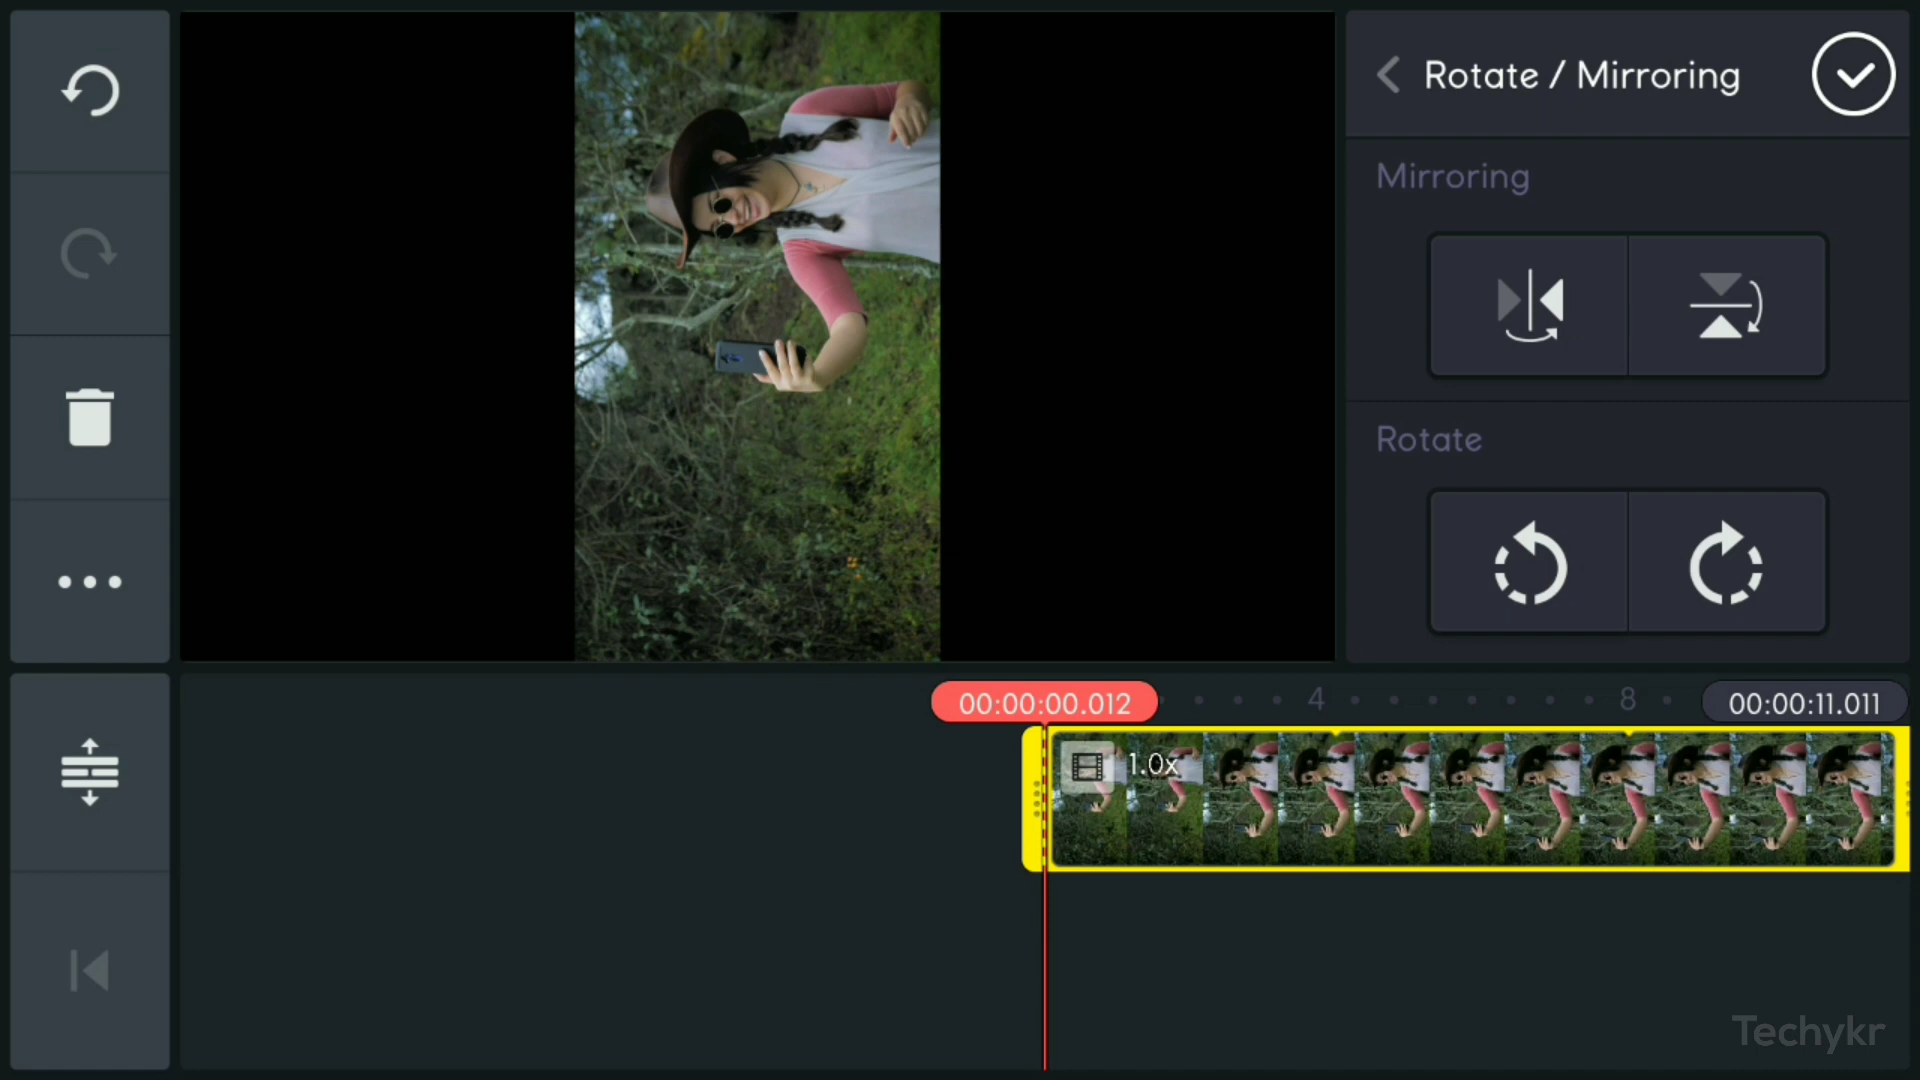 Rotate / Mirroring
Mirroring
Rotate
00:00:00.012
4
8
00:00:11.011
1.0x
Techykr